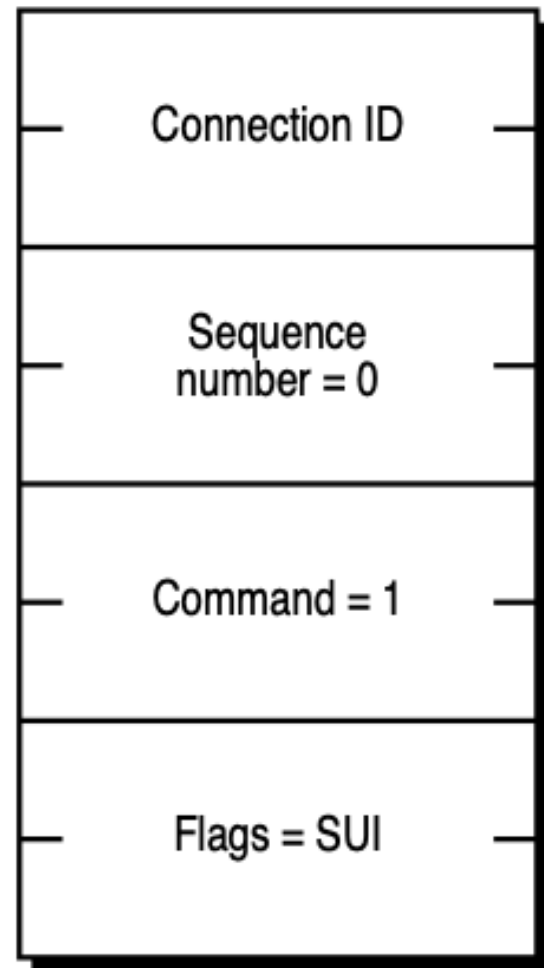 Connection ID
Sequence
number = 0
Command = 1
Flags = SUI